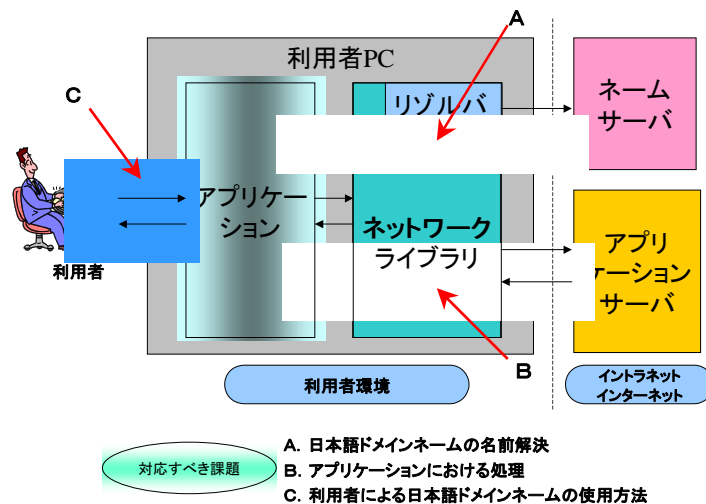 A
利用者PC
C
リゾルバ
ネーム
サーバ
アプリケー
ション
ネットワーク
ライブラリ
アプリ
ケーション
サーバ
利用者
B
利用者環境
イントラネット
インターネット
対応すべき課題
A. 日本語ドメインネームの名前解決
B. アプリケーションにおける処理
C. 利用者による日本語ドメインネームの使用方法